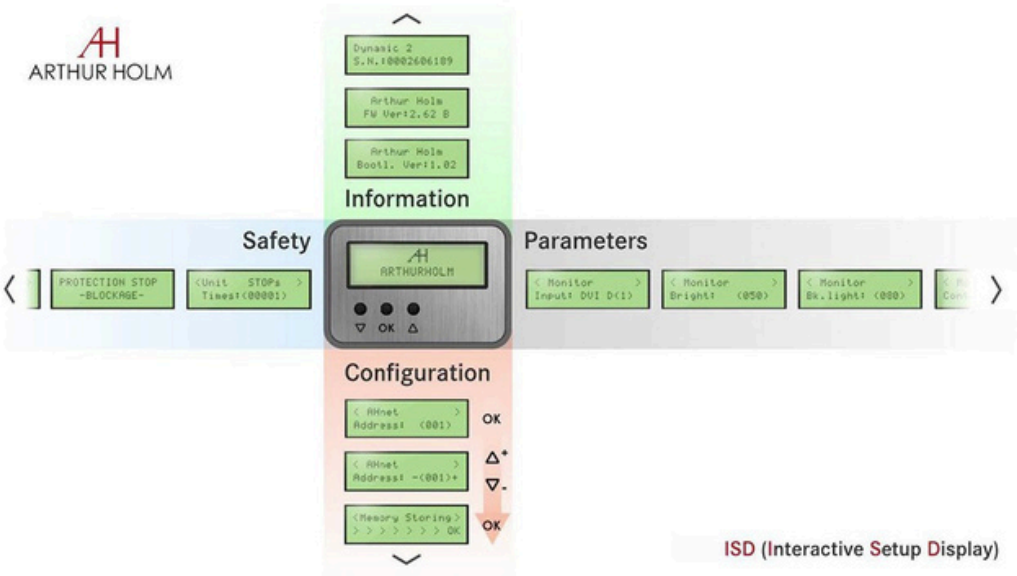 AH
ARTHUR HOLM
Dynamic 2
S.N.:0002606189
Arthur Holm
FW Ver:2.62 B
Arthur Holm
Bootl. Ver:1.02
Information
Safety
Parameters
PROTECTION STOP
-BLOCKAGE-
<Unit STOPs >
Times:(00001)
AH
ARTHURHOLM
▽ OK △
< Monitor >
Input: DVI D(1)
< Monitor >
Bright: (050)
< Monitor >
Bk.light: (080)
Configuration
< AHnet >
Address: (001)
OK
< AHnet >
Address: -(001)+
△+
▽-
<Memory Storing>
> > > > > > > OK
OK
ISD (Interactive Setup Display)